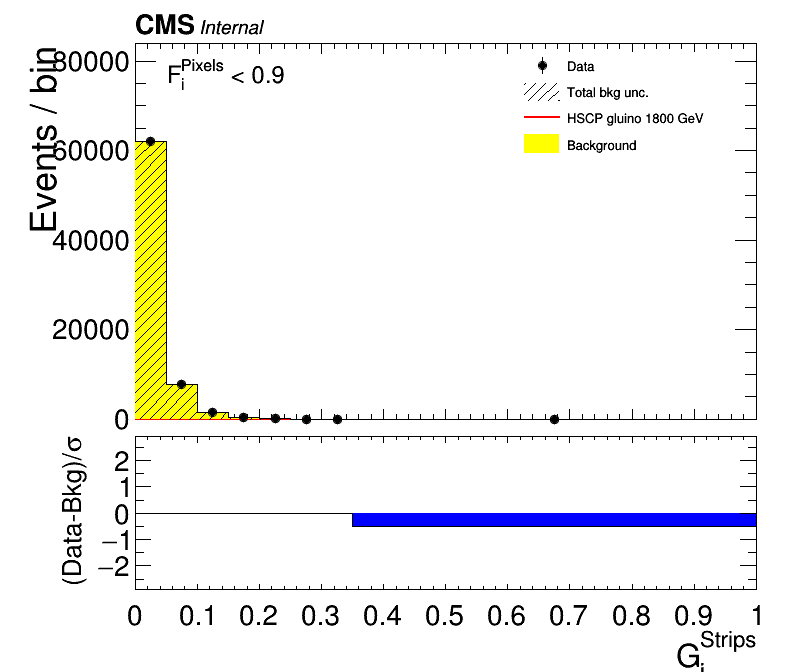 CMS Internal
F_i^Pixels < 0.9
Data
Total bkg unc.
HSCP gluino 1800 GeV
Background
Events / bin
80000
60000
40000
20000
0
(Data-Bkg)/σ
2
1
0
−1
−2
0 0.1 0.2 0.3 0.4 0.5 0.6 0.7 0.8 0.9 1
G_i^Strips